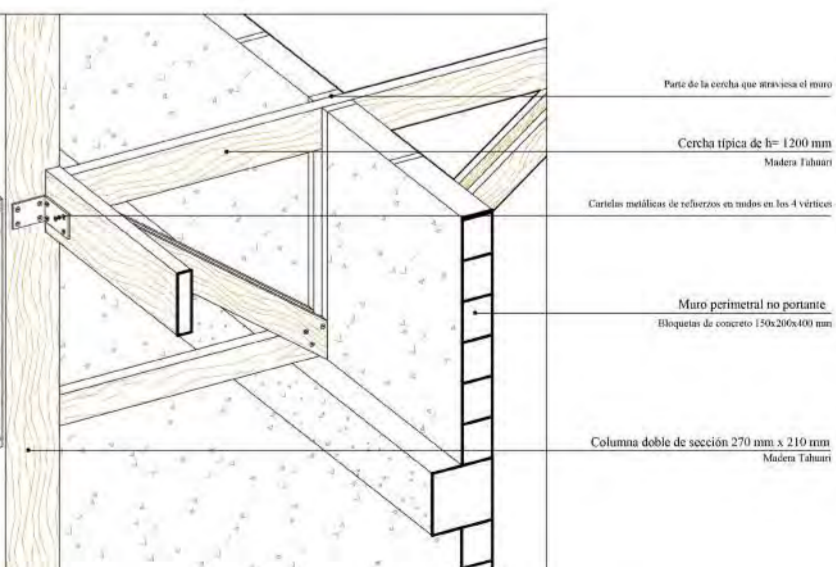 Parte de la cercha que atraviesa el muro
Cercha típica de h= 1200 mm
Madera Tahuari
Cartelas metálicas de refuerzos en nudos en los 4 vértices
Muro perimetral no portante
Bloquetas de concreto 150x200x400 mm
Columna doble de sección 270 mm x 210 mm
Madera Tahuari